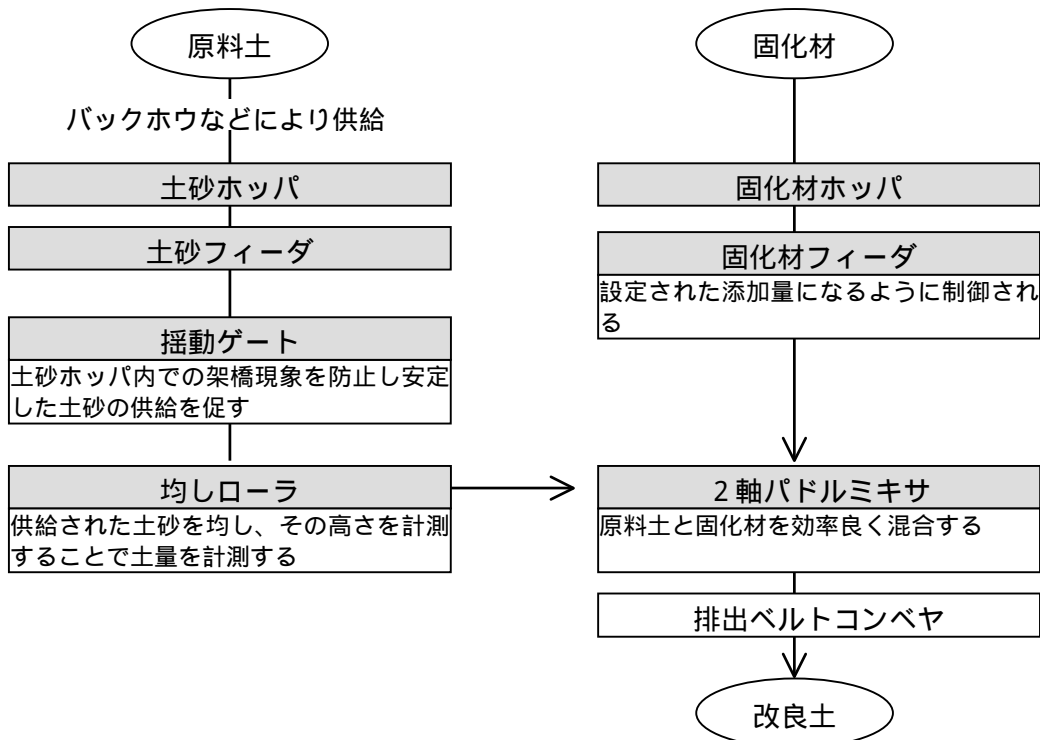 原料土
バックホウなどにより供給
土砂ホッパ
土砂フィーダ
揺動ゲート
土砂ホッパ内での架橋現象を防止し安定
した土砂の供給を促す
均しローラ
供給された土砂を均し、その高さを計測
することで土量を計測する
固化材
固化材ホッパ
固化材フィーダ
設定された添加量になるように制御され
る
2軸パドルミキサ
原料土と固化材を効率良く混合する
排出ベルトコンベヤ
改良土